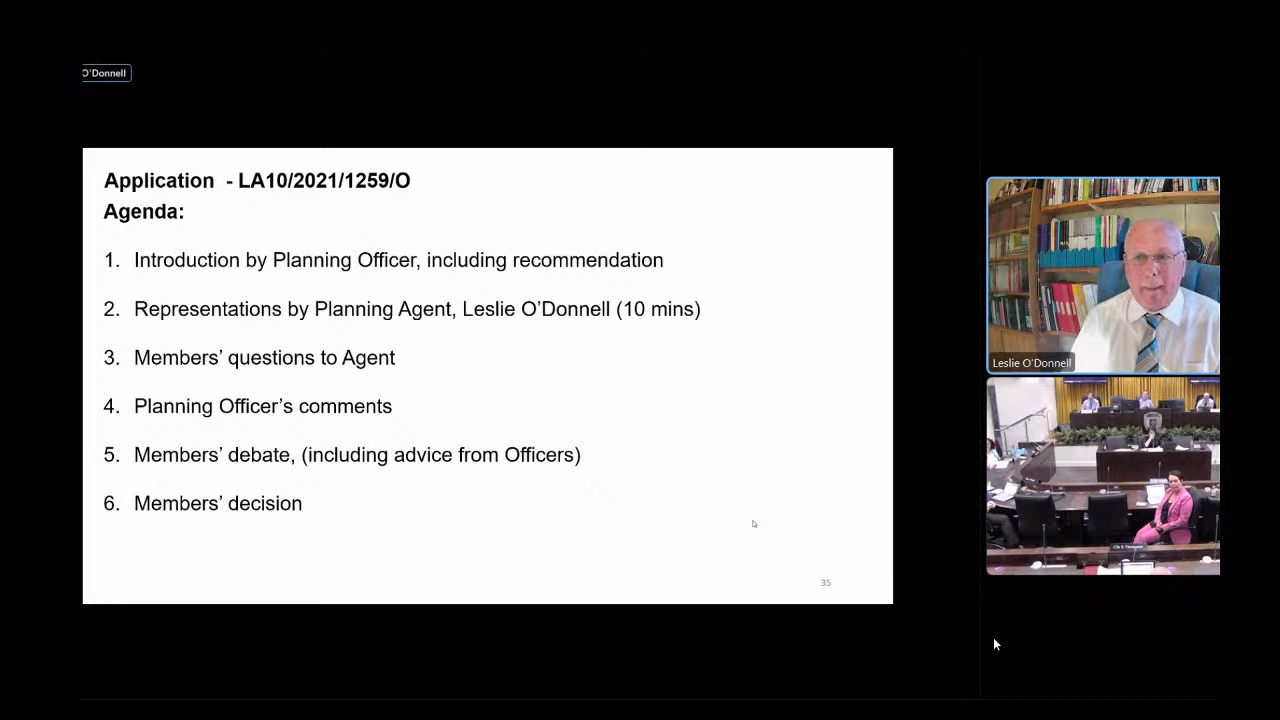 O'Donnell
Application - LA10/2021/1259/O
Agenda:
1. Introduction by Planning Officer, including recommendation
2. Representations by Planning Agent, Leslie O’Donnell (10 mins)
3. Members’ questions to Agent
4. Planning Officer’s comments
5. Members’ debate, (including advice from Officers)
6. Members’ decision
35
Leslie O'Donnell